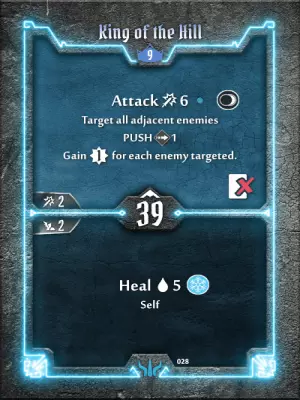 King of the Hill
9
Attack 6
Target all adjacent enemies
PUSH 1
Gain 1 for each enemy targeted.
2
39
2
Heal 5
Self
028